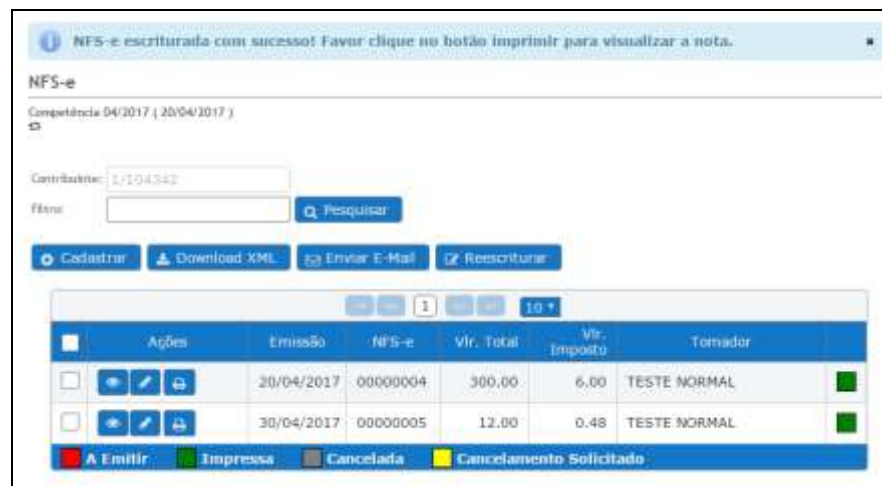 NFS-e escriturada com sucesso! Favor clique no botão imprimir para visualizar a nota.
NFS-e
Competência 04/2017 ( 20/04/2017 )
Contribuinte: 1/104342
Filtro: Pesquisar
Cadastrar Download XML Enviar E-Mail Reescriturar
1 10
Ações Emissão NFS-e Vlr. Total Vlr. Imposto Tomador
20/04/2017 00000004 300.00 6.00 TESTE NORMAL
30/04/2017 00000005 12.00 0.48 TESTE NORMAL
A Emitir Impressa Cancelada Cancelamento Solicitado